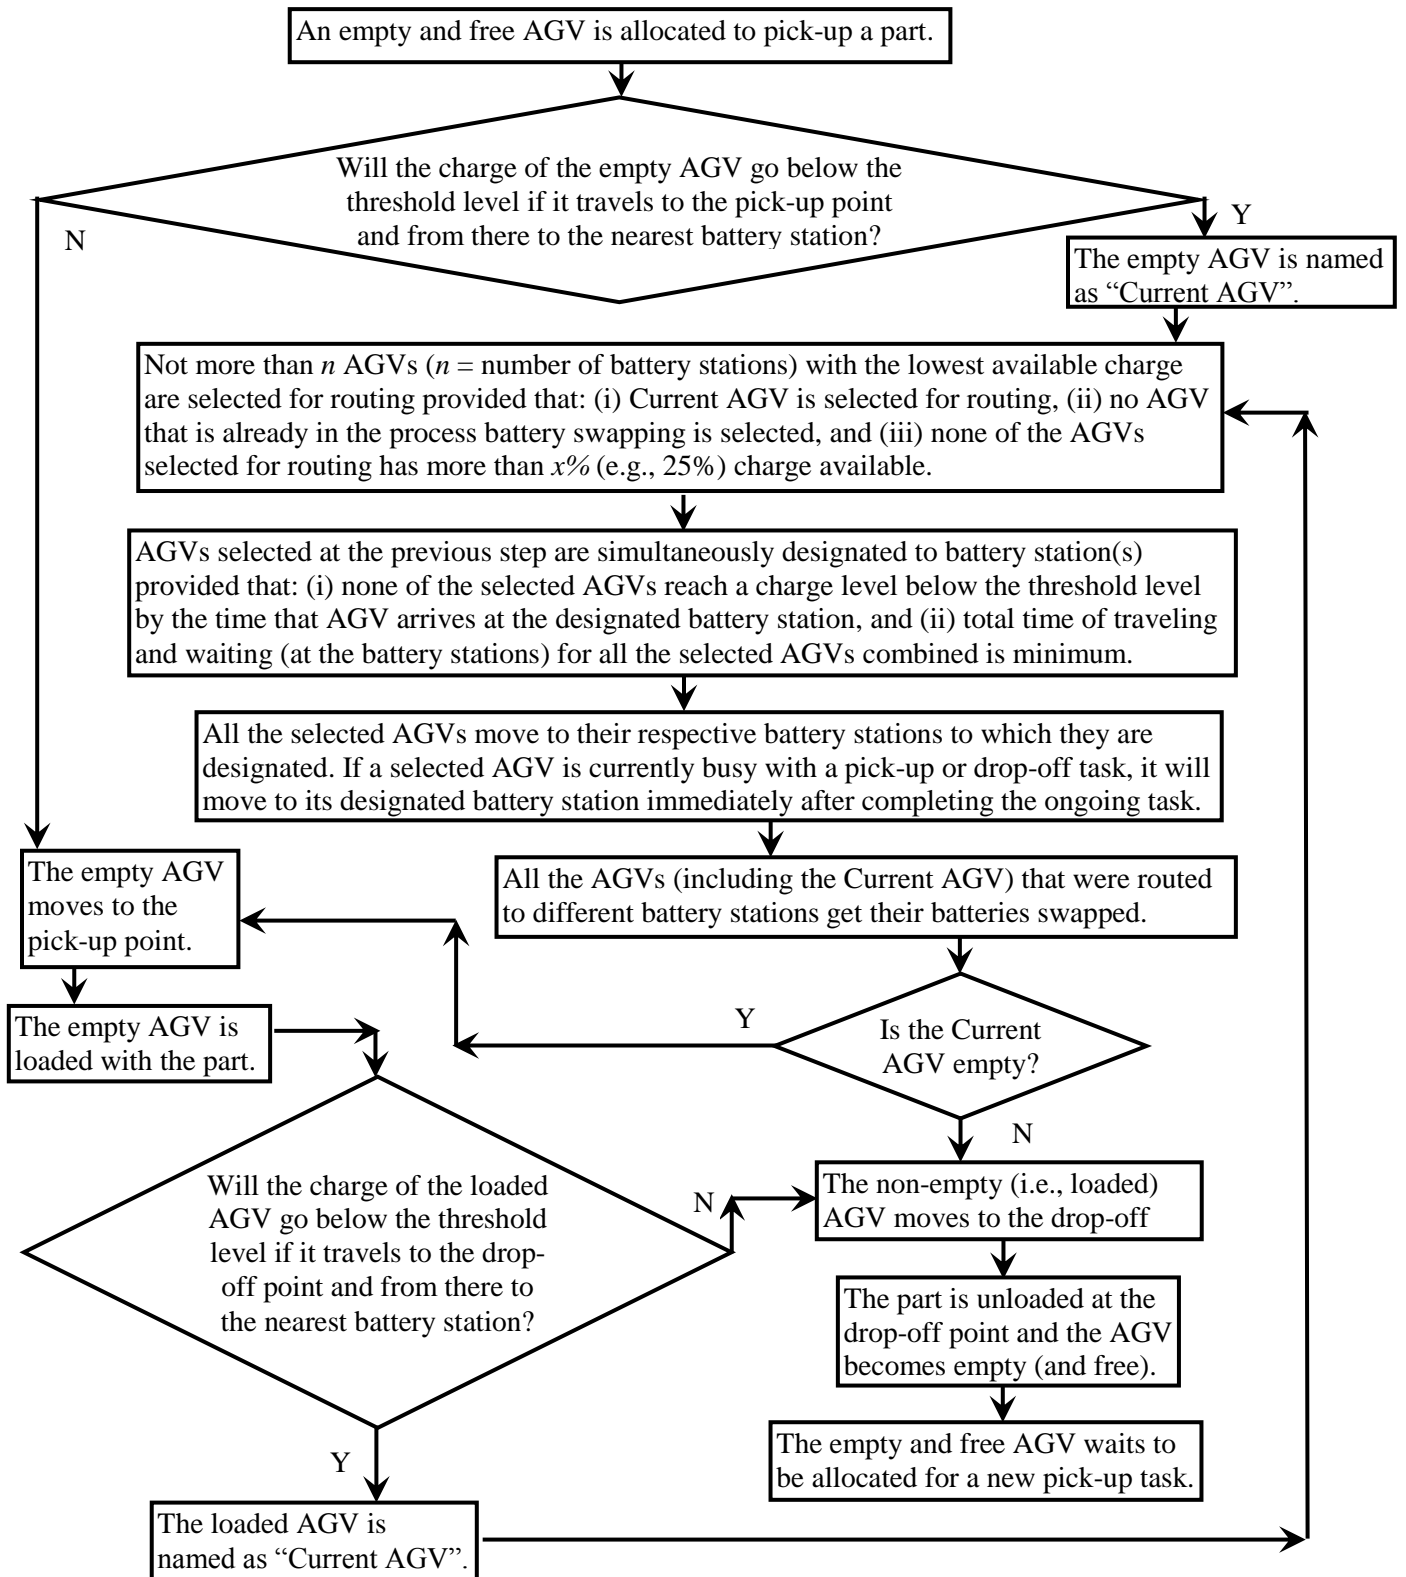 An empty and free AGV is allocated to pick-up a part.
Will the charge of the empty AGV go below the
threshold level if it travels to the pick-up point
and from there to the nearest battery station?
N
Y
The empty AGV is named
as “Current AGV”.
Not more than n AGVs (n = number of battery stations) with the lowest available charge
are selected for routing provided that: (i) Current AGV is selected for routing, (ii) no AGV
that is already in the process battery swapping is selected, and (iii) none of the AGVs
selected for routing has more than x% (e.g., 25%) charge available.
AGVs selected at the previous step are simultaneously designated to battery station(s)
provided that: (i) none of the selected AGVs reach a charge level below the threshold level
by the time that AGV arrives at the designated battery station, and (ii) total time of traveling
and waiting (at the battery stations) for all the selected AGVs combined is minimum.
All the selected AGVs move to their respective battery stations to which they are
designated. If a selected AGV is currently busy with a pick-up or drop-off task, it will
move to its designated battery station immediately after completing the ongoing task.
The empty AGV
moves to the
pick-up point.
All the AGVs (including the Current AGV) that were routed
to different battery stations get their batteries swapped.
The empty AGV is
loaded with the part.
Y
Is the Current
AGV empty?
N
Will the charge of the loaded
AGV go below the threshold
level if it travels to the drop-
off point and from there to
the nearest battery station?
N
The non-empty (i.e., loaded)
AGV moves to the drop-off
The part is unloaded at the
drop-off point and the AGV
becomes empty (and free).
The empty and free AGV waits to
be allocated for a new pick-up task.
Y
The loaded AGV is
named as “Current AGV”.